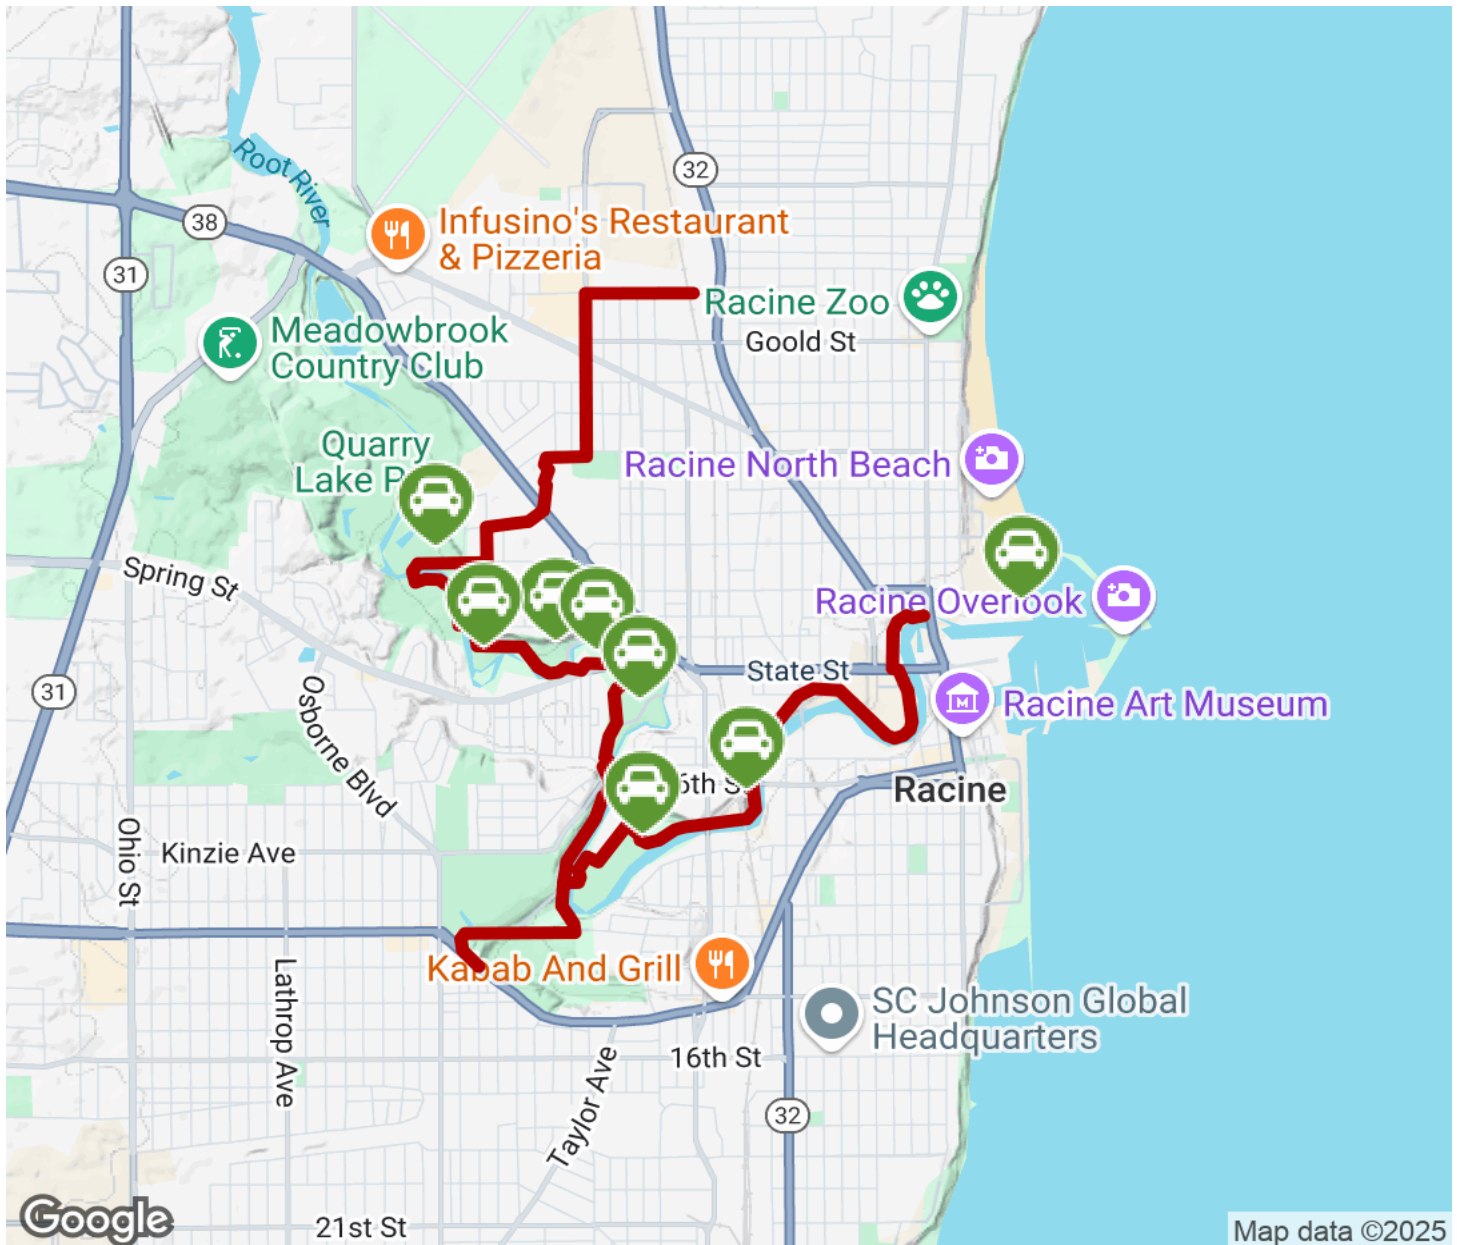 Root River
32
38
Infusino's Restaurant
& Pizzeria
31
Racine Zoo
Meadowbrook
Country Club
Goold St
Quarry
Lake P
Racine North Beach
Spring St
Racine Overlook
State St
31
Osborne Blvd
Racine Art Museum
6th S
Racine
Ohio St
Kinzie Ave
Kabab And Grill
Lathrop Ave
SC Johnson Global
Headquarters
16th St
Taylor Ave
32
21st St
Google
Map data ©2025